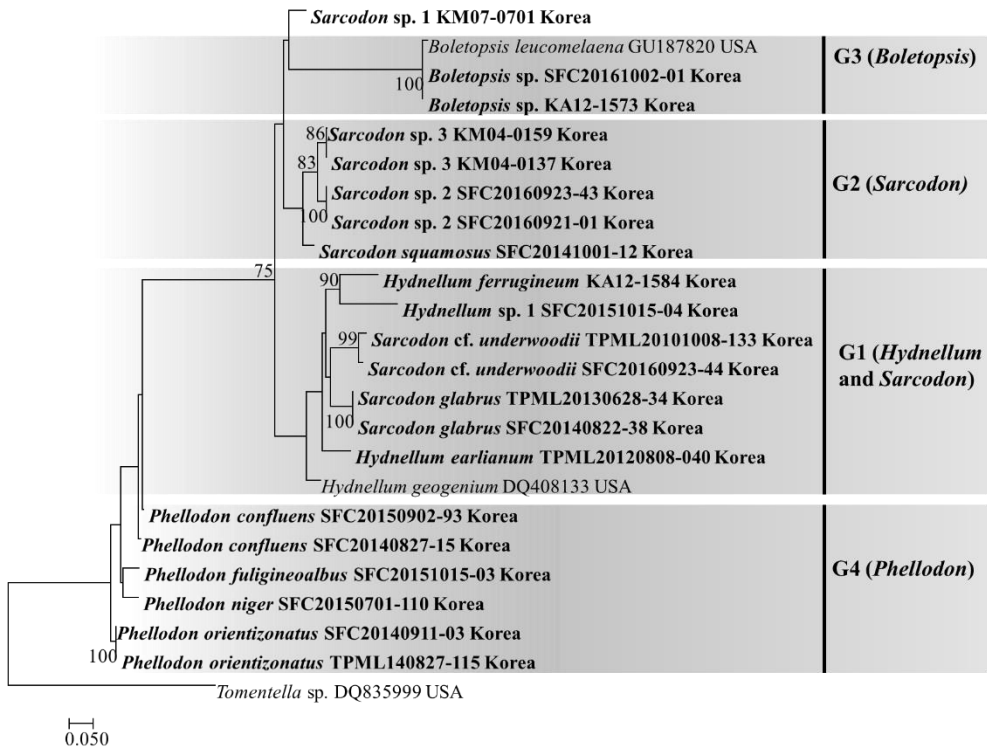 Sarcodon sp. 1 KM07-0701 Korea
Boletopsis leucomelaena GU187820 USA
Boletopsis sp. SFC20161002-01 Korea
100
Boletopsis sp. KA12-1573 Korea
G3 (Boletopsis)
86
Sarcodon sp. 3 KM04-0159 Korea
83
Sarcodon sp. 3 KM04-0137 Korea
Sarcodon sp. 2 SFC20160923-43 Korea
100
Sarcodon sp. 2 SFC20160921-01 Korea
Sarcodon squamosus SFC20141001-12 Korea
G2 (Sarcodon)
75
90
Hydnellum ferrugineum KA12-1584 Korea
Hydnellum sp. 1 SFC20151015-04 Korea
99
Sarcodon cf. underwoodii TPML20101008-133 Korea
Sarcodon cf. underwoodii SFC20160923-44 Korea
Sarcodon glabrus TPML20130628-34 Korea
100
Sarcodon glabrus SFC20140822-38 Korea
Hydnellum earlianum TPML20120808-040 Korea
Hydnellum geogenium DQ408133 USA
G1 (Hydnellum
and Sarcodon)
Phellodon confluens SFC20150902-93 Korea
Phellodon confluens SFC20140827-15 Korea
Phellodon fuligineoalbus SFC20151015-03 Korea
Phellodon niger SFC20150701-110 Korea
Phellodon orientizonatus SFC20140911-03 Korea
100
Phellodon orientizonatus TPML140827-115 Korea
G4 (Phellodon)
Tomentella sp. DQ835999 USA
0.050